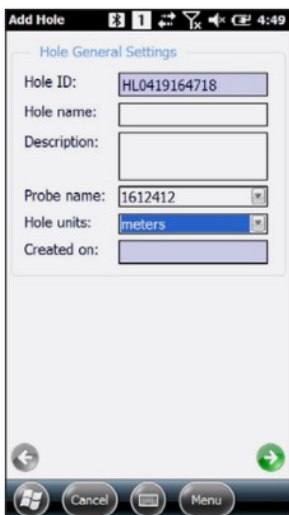 Add Hole 1 4:49
Hole General Settings
Hole ID: HL0419164718
Hole name:
Description:
Probe name: 1612412
Hole units: meters
Created on:
Cancel Menu